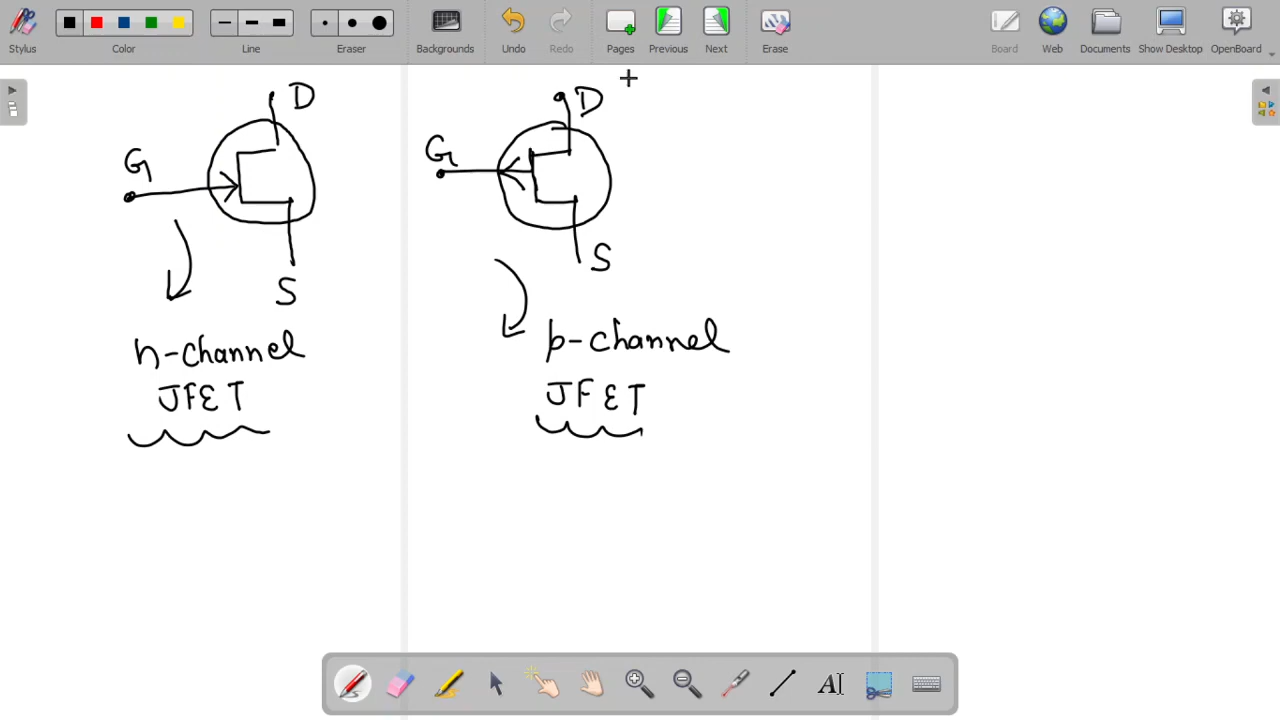 Stylus
Color
Line
Eraser
Backgrounds
Undo
Redo
Pages
Previous
Next
Erase
Board
Web
Documents
Show Desktop
OpenBoard
D
G
S
n-channel
JFET
D
G
S
p-channel
JFET
AI